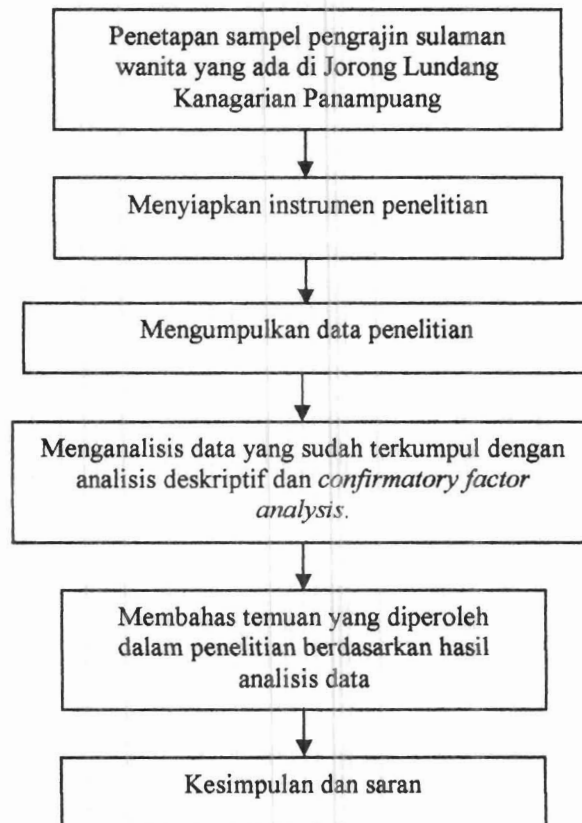 Penetapan sampel pengrajin sulaman
wanita yang ada di Jorong Lundang
Kanagarian Panampuang
Menyiapkan instrumen penelitian
Mengumpulkan data penelitian
Menganalisis data yang sudah terkumpul dengan
analisis deskriptif dan confirmatory factor
analysis.
Membahas temuan yang diperoleh
dalam penelitian berdasarkan hasil
analisis data
Kesimpulan dan saran